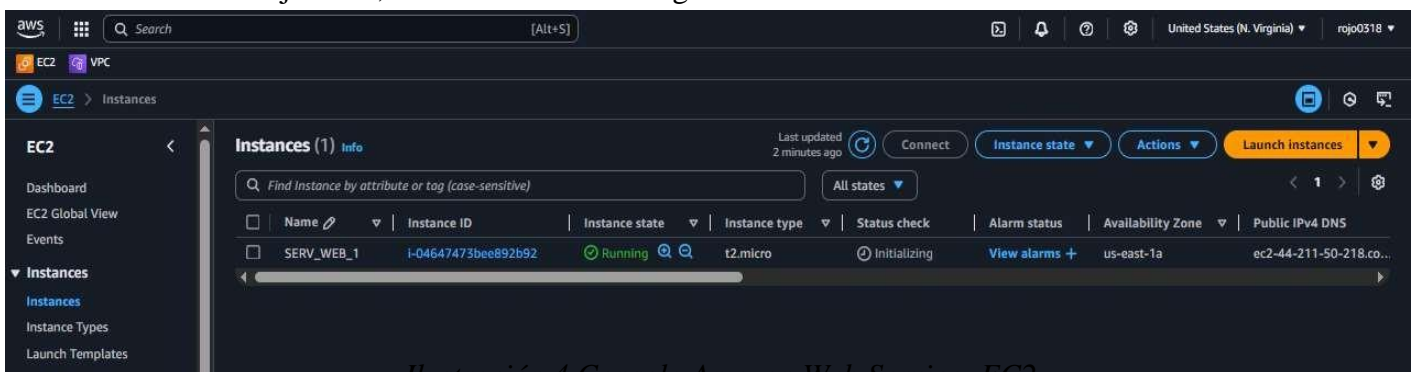 aws Search [Alt+S] United States (N. Virginia) rojo0318
EC2 VPC
EC2 > Instances
EC2
Dashboard
EC2 Global View
Events
Instances
Instances
Instance Types
Launch Templates
Instances (1) Info Last updated 2 minutes ago Connect Instance state Actions Launch instances
Find Instance by attribute or tag (case-sensitive) All states 1
Name Instance ID Instance state Instance type Status check Alarm status Availability Zone Public IPv4 DNS
SERV_WEB_1 i-04647473bee892b92 Running t2.micro Initializing View alarms + us-east-1a ec2-44-211-50-218.co...